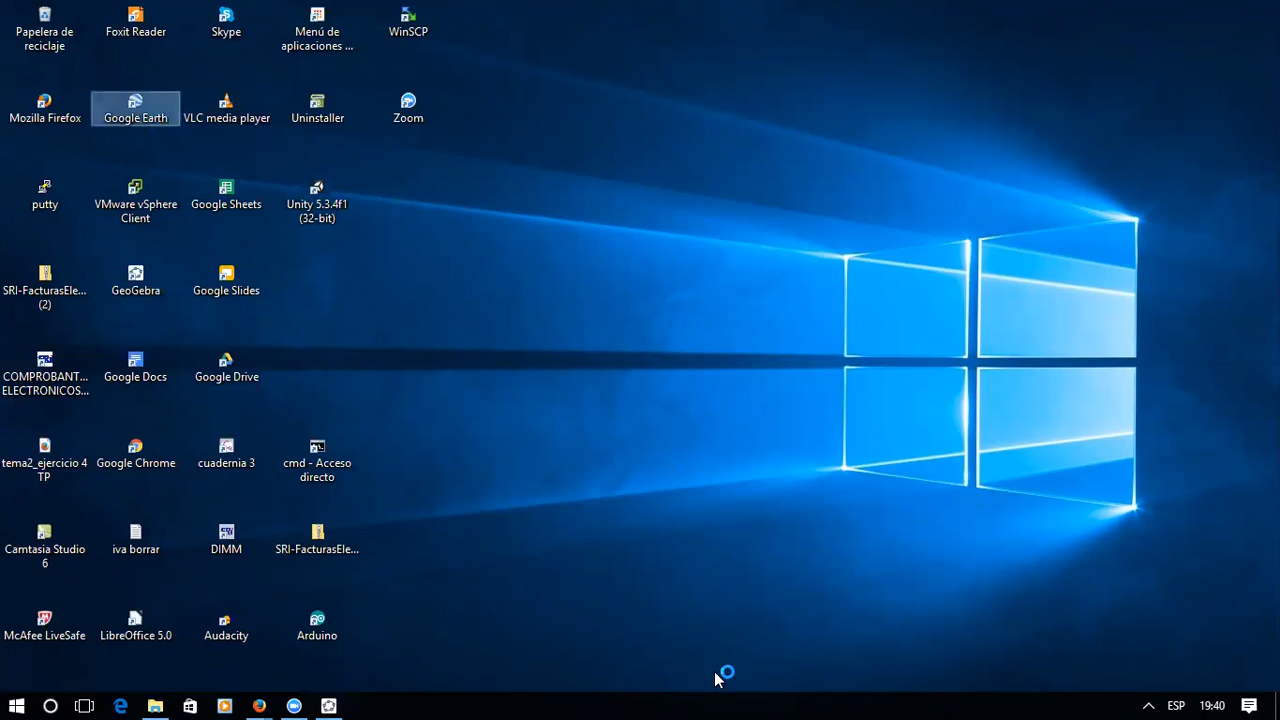 Papelera de
reciclaje
Foxit Reader
Skype
Menú de
aplicaciones ...
WinSCP
Mozilla Firefox
Google Earth
VLC media player
Uninstaller
Zoom
putty
VMware vSphere
Client
Google Sheets
Unity 5.3.4f1
(32-bit)
SRI-FacturasEle...
(2)
GeoGebra
Google Slides
COMPROBANT...
ELECTRONICOS...
Google Docs
Google Drive
tema2_ejercicio 4
TP
Google Chrome
cuadernia 3
cmd - Acceso
directo
Camtasia Studio
6
iva borrar
DIMM
SRI-FacturasEle...
McAfee LiveSafe
LibreOffice 5.0
Audacity
Arduino
ESP
19:40